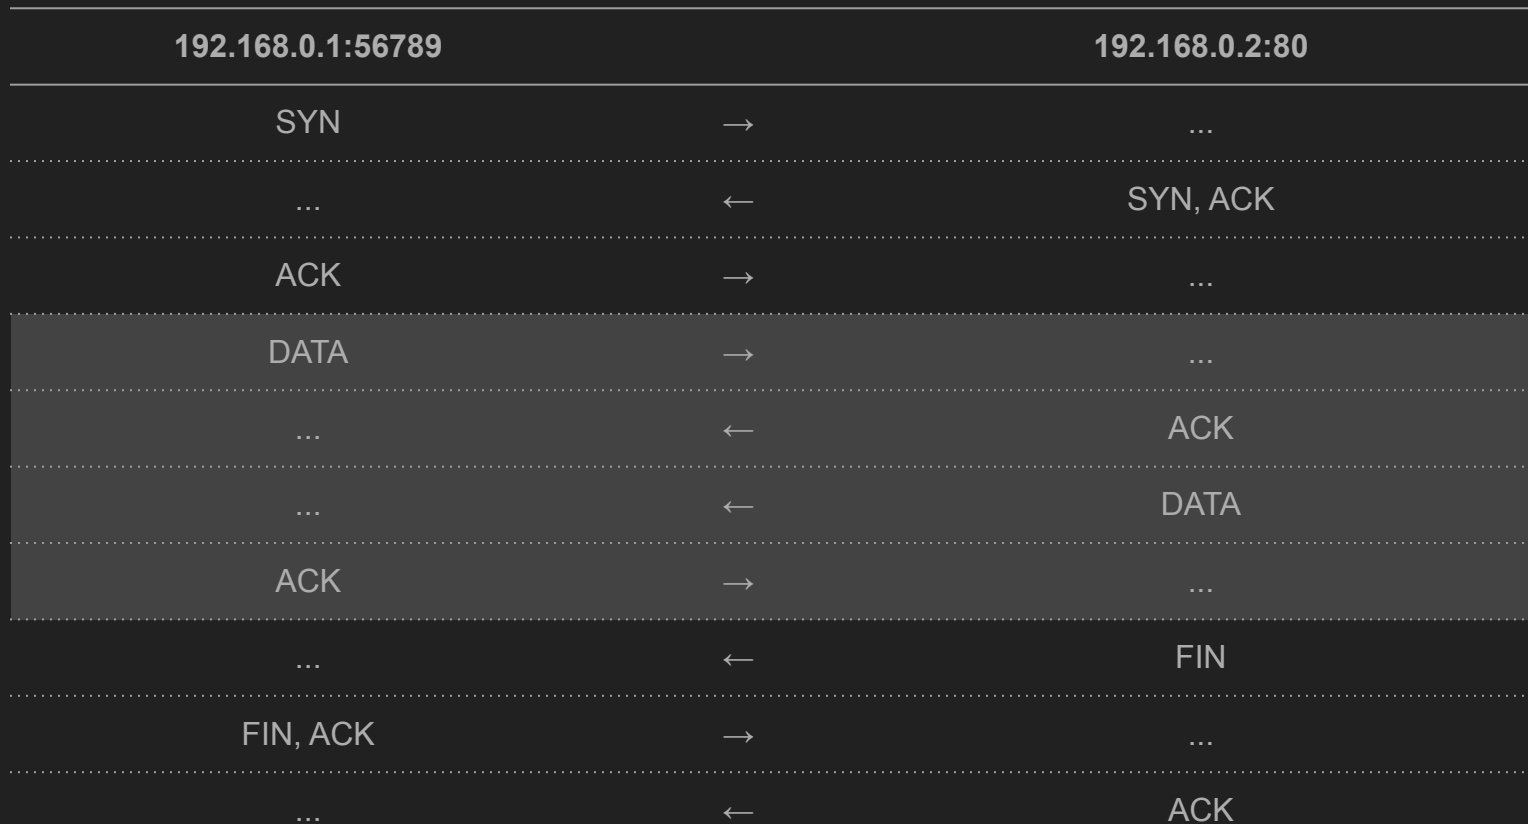 192.168.0.1:56789 192.168.0.2:80
SYN → ...
... ← SYN, ACK
ACK → ...
DATA → ...
... ← ACK
... ← DATA
ACK → ...
... ← FIN
FIN, ACK → ...
... ← ACK